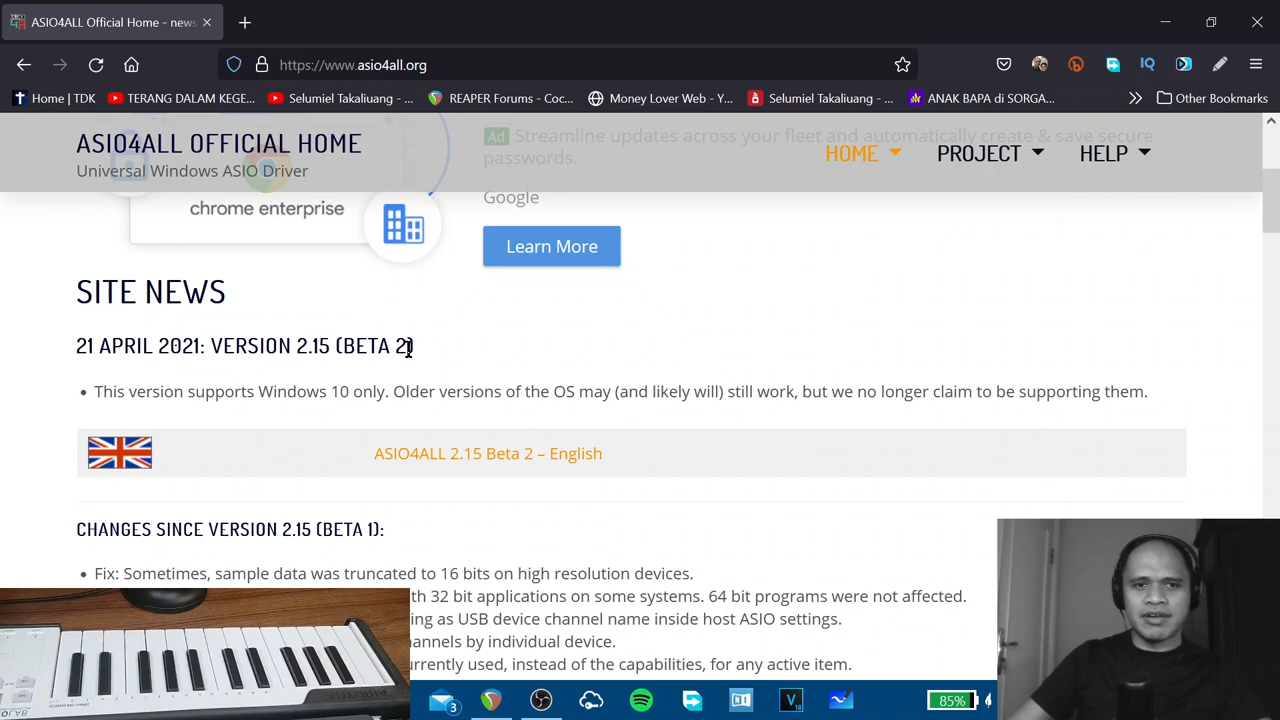 ASIO4ALL Official Home - news
https://www.asio4all.org
Home | TDK
TERANG DALAM KEGE...
Selumiel Takaliuang - ...
REAPER Forums - Coc...
Money Lover Web - Y...
Selumiel Takaliuang - ...
ANAK BAPA di SORGA...
Other Bookmarks
ASIO4ALL OFFICIAL HOME
Universal Windows ASIO Driver
HOME
PROJECT
HELP
Ad Streamline updates across your fleet and automatically create & save secure
passwords.
Google
chrome enterprise
Learn More
SITE NEWS
21 APRIL 2021: VERSION 2.15 (BETA 2)
This version supports Windows 10 only. Older versions of the OS may (and likely will) still work, but we no longer claim to be supporting them.
ASIO4ALL 2.15 Beta 2 – English
CHANGES SINCE VERSION 2.15 (BETA 1):
Fix: Sometimes, sample data was truncated to 16 bits on high resolution devices.
th 32 bit applications on some systems. 64 bit programs were not affected.
ing as USB device channel name inside host ASIO settings.
hannels by individual device.
urrently used, instead of the capabilities, for any active item.
3
85%